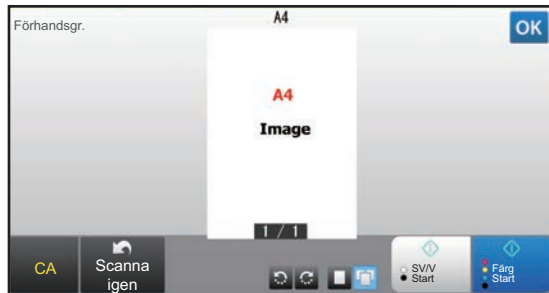 Förhandsgr.
A4
OK
A4
Image
1 / 1
CA
Scanna
igen
SV/V
Start
Färg
Start